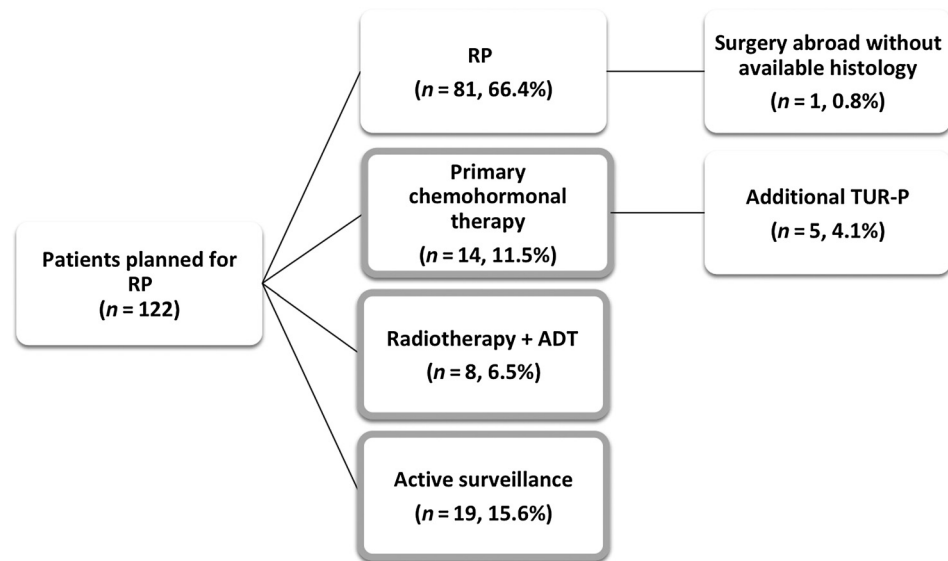 Patients planned for
RP
(n = 122)
RP
(n = 81, 66.4%)
Surgery abroad without
available histology
(n = 1, 0.8%)
Primary
chemohormonal
therapy
(n = 14, 11.5%)
Additional TUR-P
(n = 5, 4.1%)
Radiotherapy + ADT
(n = 8, 6.5%)
Active surveillance
(n = 19, 15.6%)